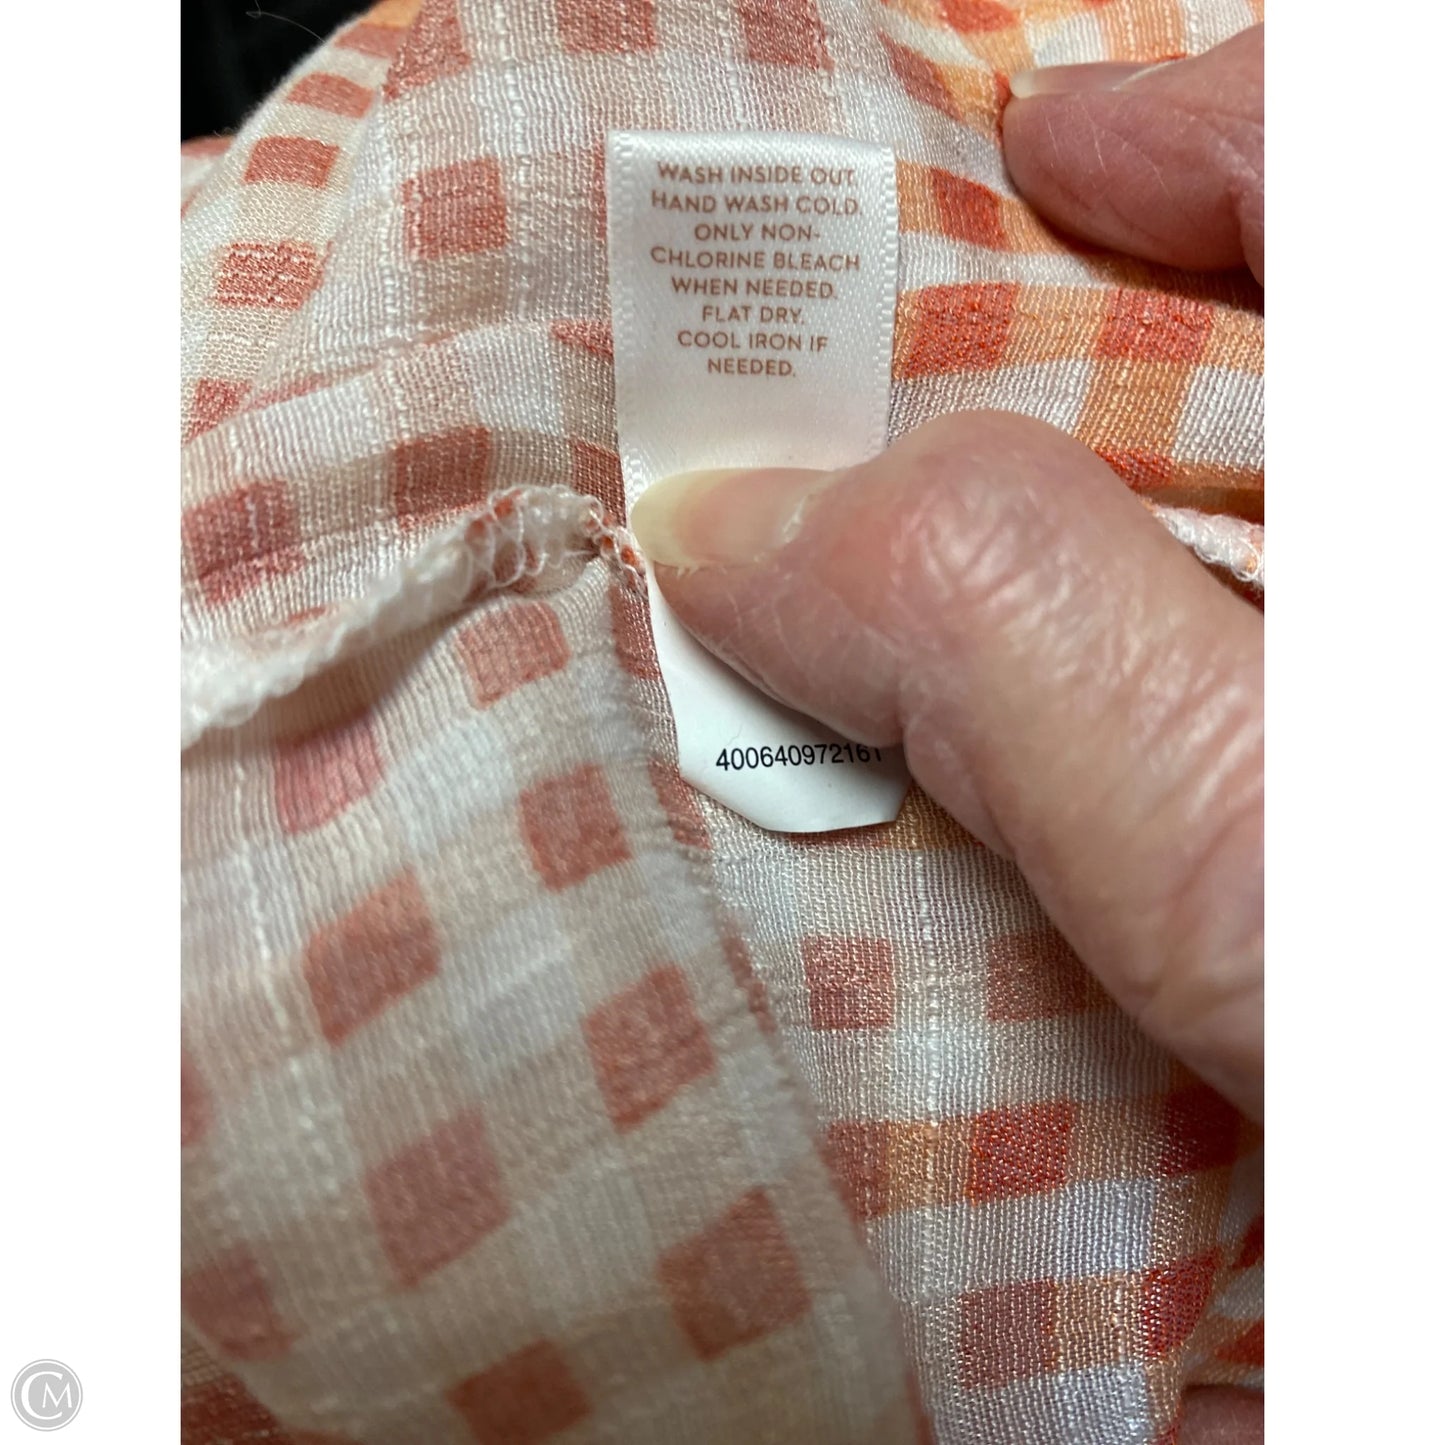 WASH INSIDE OUT.
HAND WASH COLD.
ONLY NON-
CHLORINE BLEACH
WHEN NEEDED.
FLAT DRY.
COOL IRON IF
NEEDED.
400640972161
CM